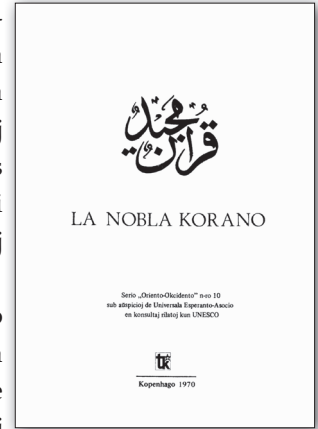 قرآن مجيد
LA NOBLA KORANO
Serio „Oriento-Okcidento” n-ro 10
sub aŭspicioj de Universala Esperanto-Asocio
en konsultaj rilatoj kun UNESCO
tk
Kopenhago 1970